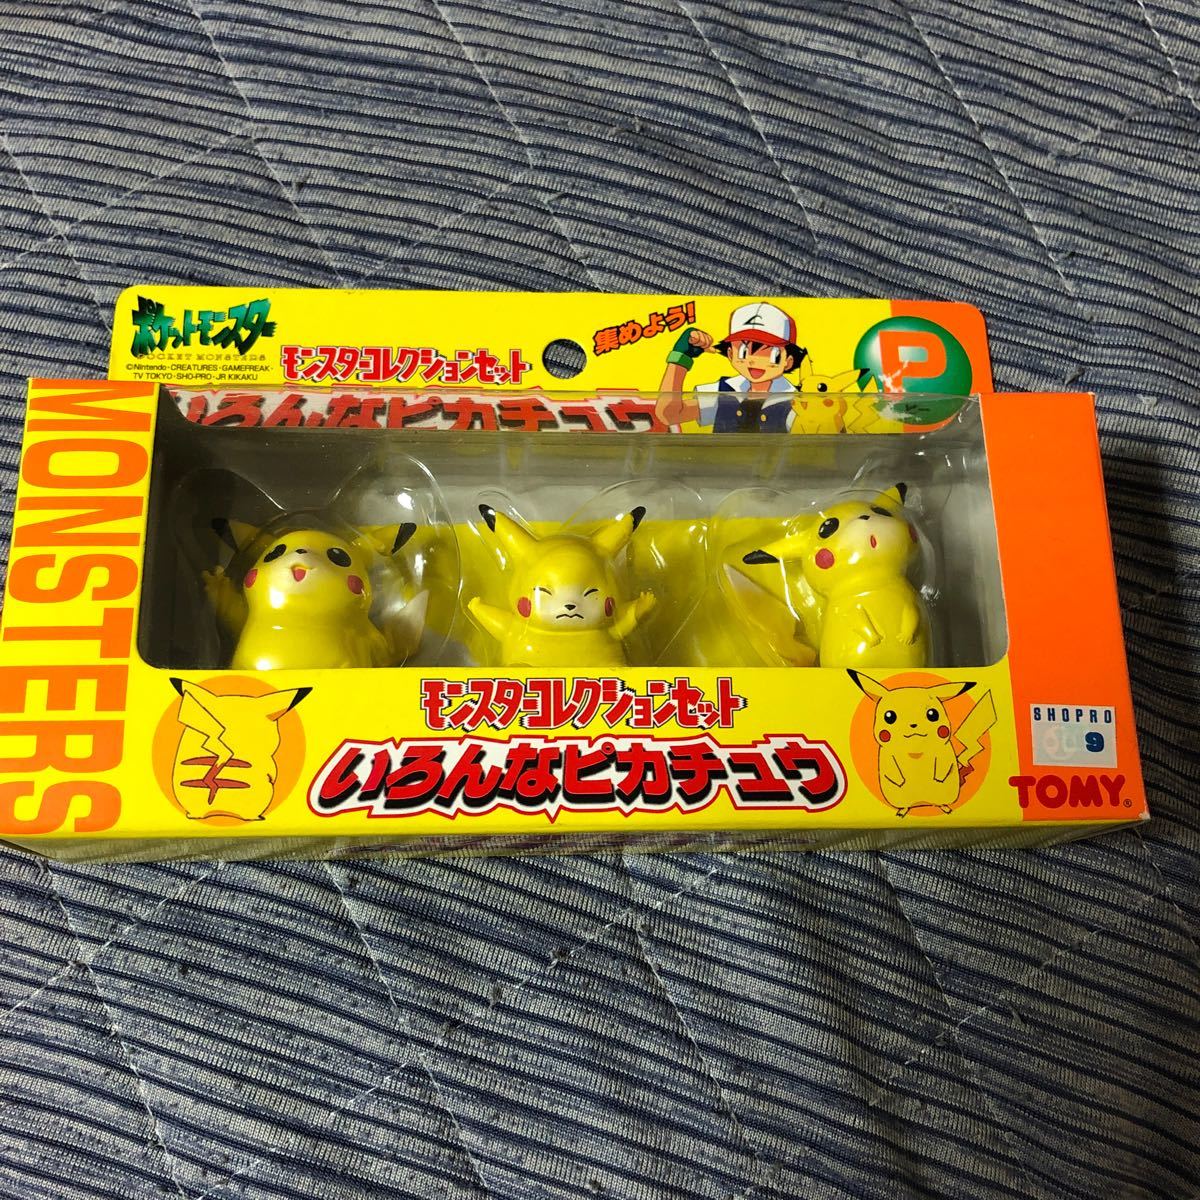 ポケットモンスター
POCKET MONSTERS
©Nintendo・CREATURES・GAMEFREAK・
TV TOKYO・SHO-PRO・JR KIKAKU
モンスターコレクションセット
集めよう!
P
いろんなピカチュウ
MONSTERS
モンスターコレクションセット
いろんなピカチュウ
SHOPRO
9
TOMY®